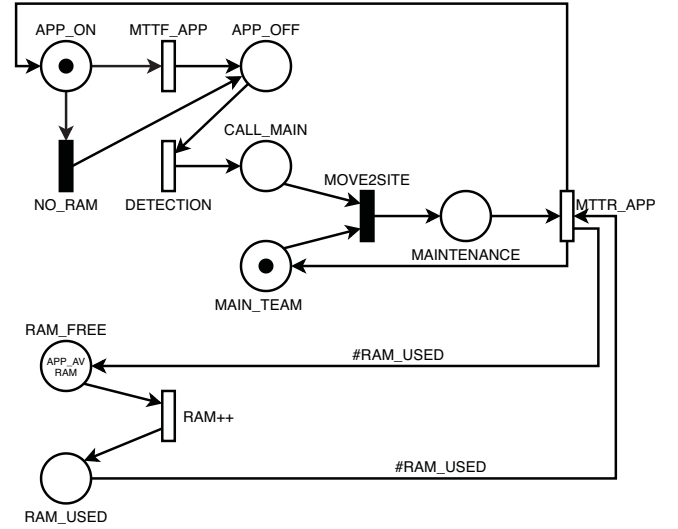 APP_ON
MTTF_APP
APP_OFF
CALL_MAIN
MOVE2SITE
NO_RAM
DETECTION
MTTR_APP
MAINTENANCE
MAIN_TEAM
RAM_FREE
#RAM_USED
APP_AV
RAM
RAM++
#RAM_USED
RAM_USED